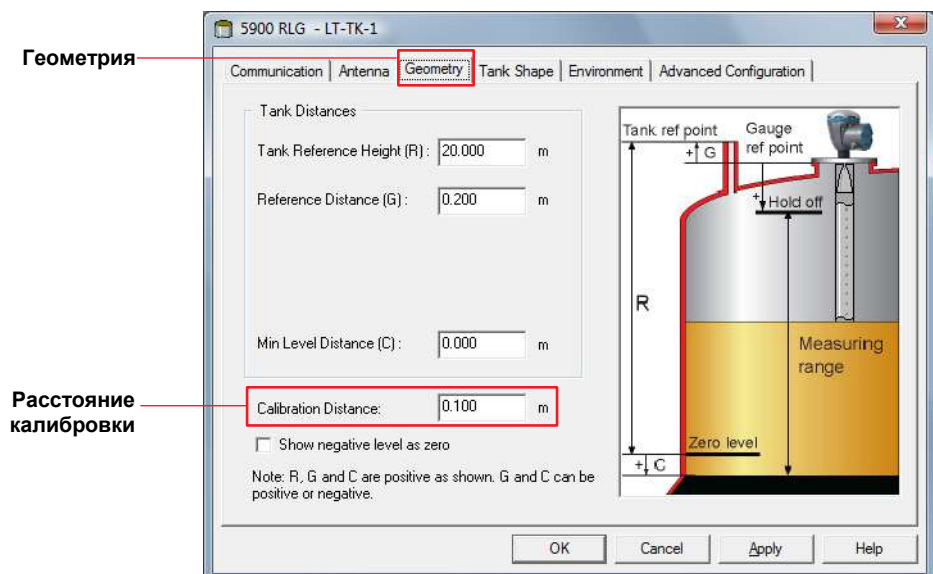 5900 RLG - LT-TK-1
Геометрия
Communication Antenna Geometry Tank Shape Environment Advanced Configuration
Tank Distances
Tank Reference Height (R) : 20.000 m
Reference Distance (G) : 0.200 m
Min Level Distance (C) : 0.000 m
Расстояние
калибровки
Calibration Distance: 0.100 m
Show negative level as zero
Note: R, G and C are positive as shown. G and C can be
positive or negative.
Tank ref point
Gauge
ref point
+ G
+ Hold off
R
Measuring
range
Zero level
+ C
OK Cancel Apply Help